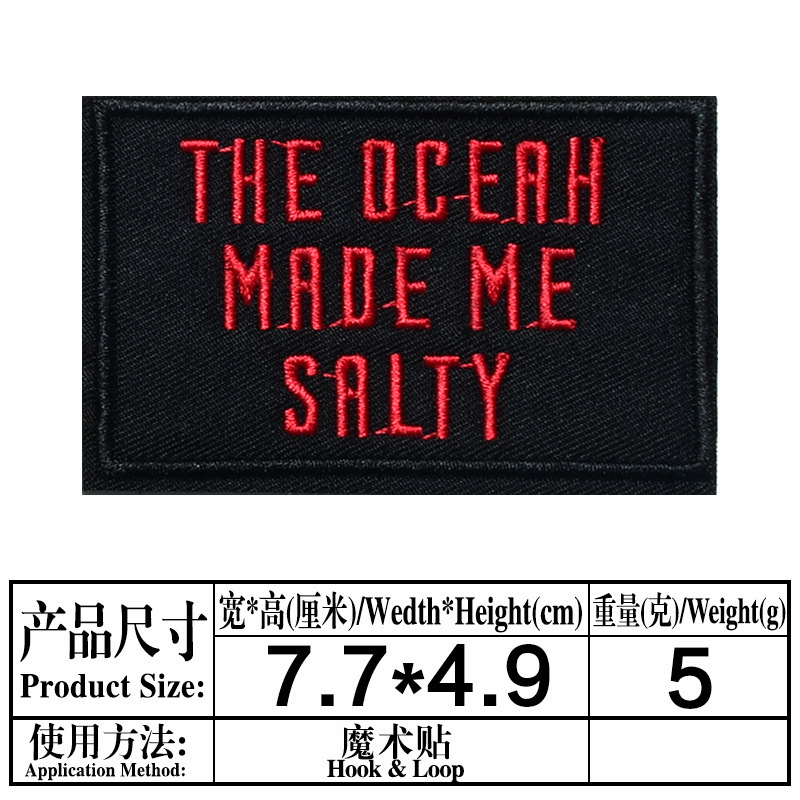 THE OCEAH
MADE ME
SALTY
产品尺寸
Product Size:
宽*高(厘米)/Wedth*Height(cm)
重量(克)/Weight(g)
7.7*4.9
5
使用方法:
Application Method:
魔术贴
Hook & Loop